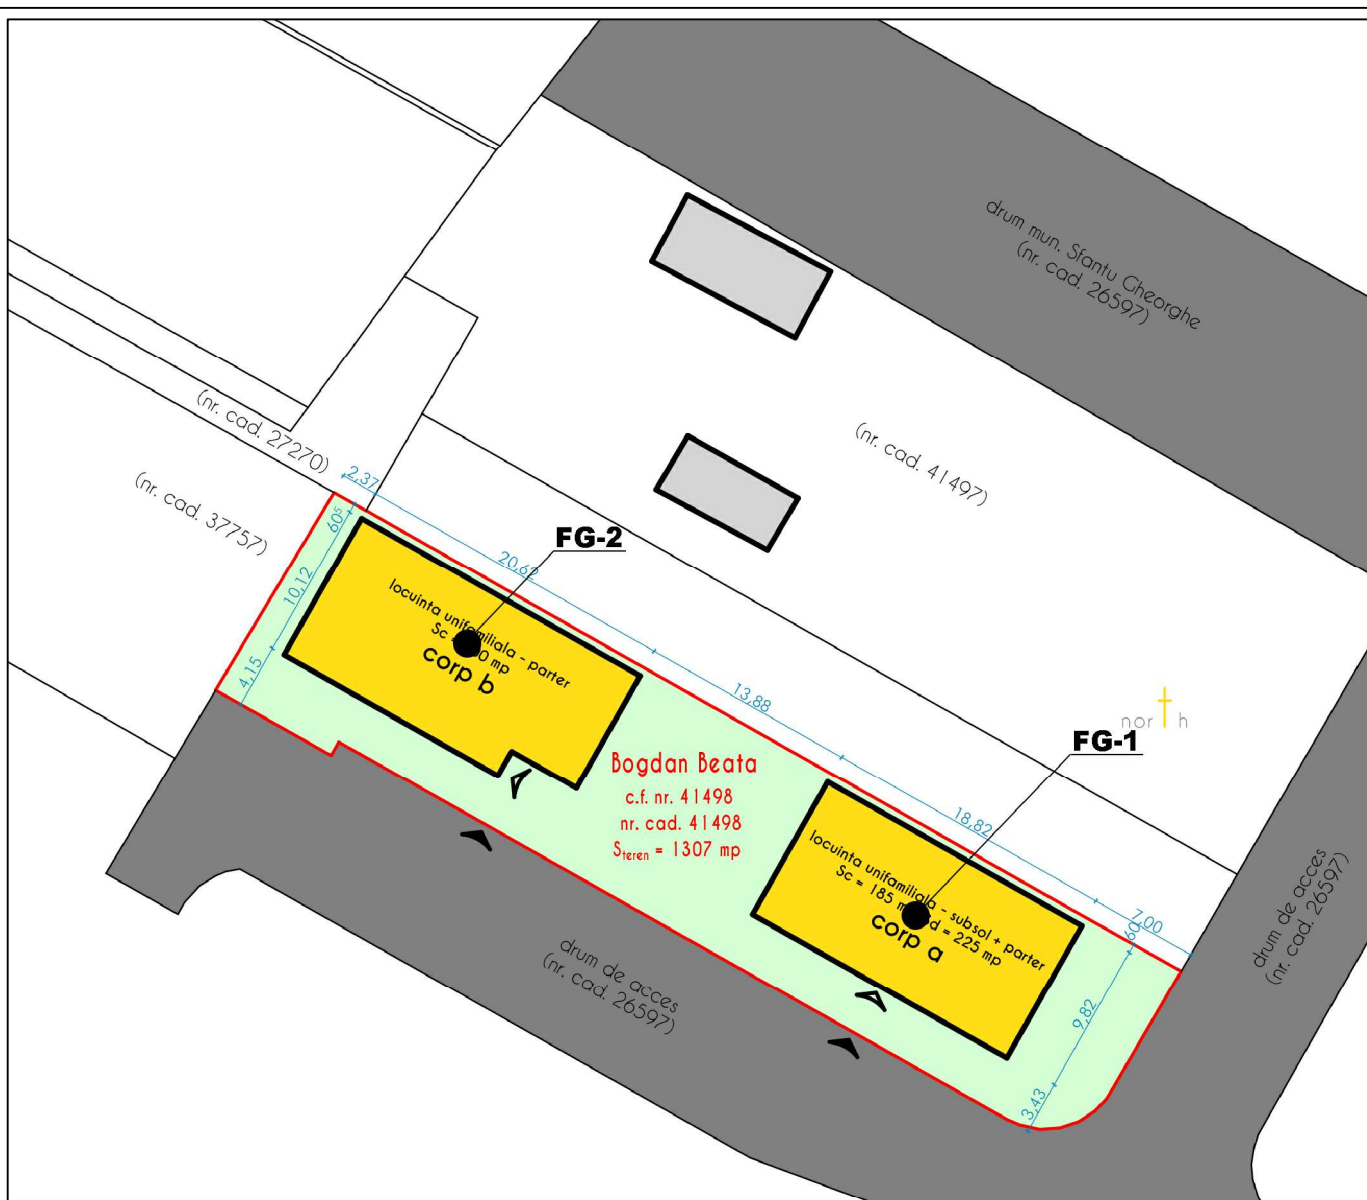 drum mun. Sfantu Gheorghe
(nr. cad. 26597)
(nr. cad. 27270)
(nr. cad. 41497)
(nr. cad. 37757)
2,37
60⁵
FG-2
20,62
10,12
locuinta unifamiliala - parter
Sc mp
corp b
4,15
13,88
nor h
FG-1
Bogdan Beata
c.f. nr. 41498
nr. cad. 41498
Steren = 1307 mp
18,82
locuinta unifamiliala - subsol + parter
Sc = 185 = 225 mp
corp a
7,00
60
drum de acces
(nr. cad. 26597)
drum de acces
(nr. cad. 26597)
9,82
3,43